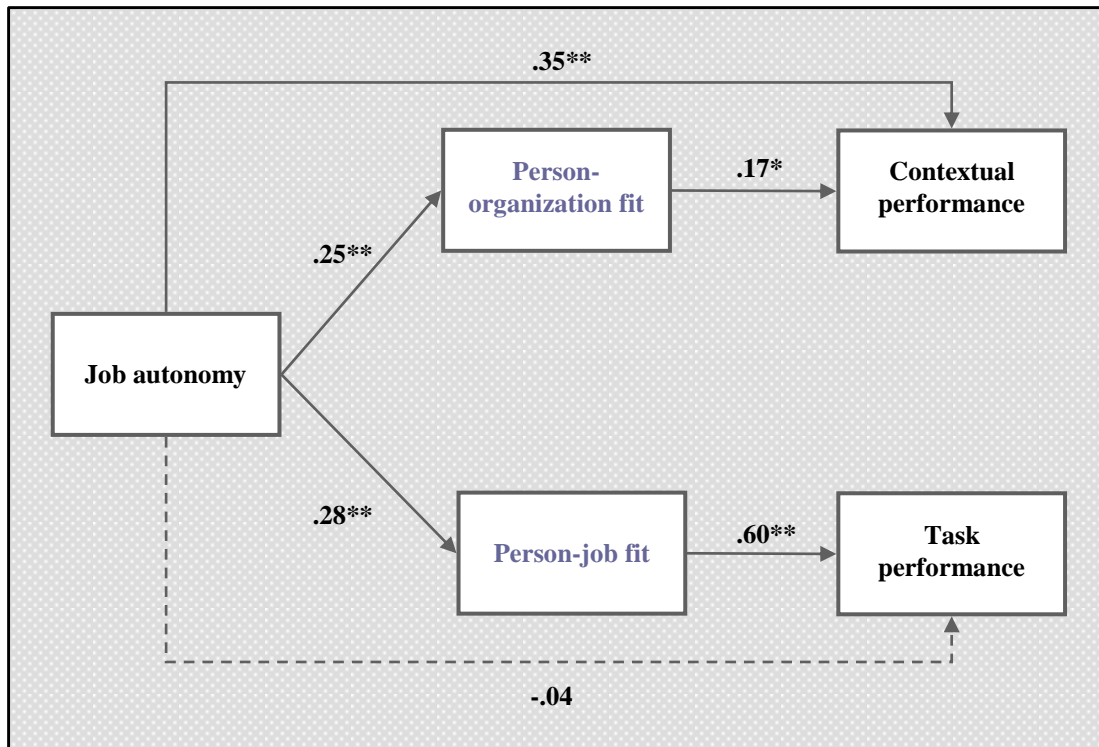 .35**
Person-
organization fit
.17*
Contextual
performance
.25**
Job autonomy
.28**
Person-job fit
.60**
Task
performance
-.04